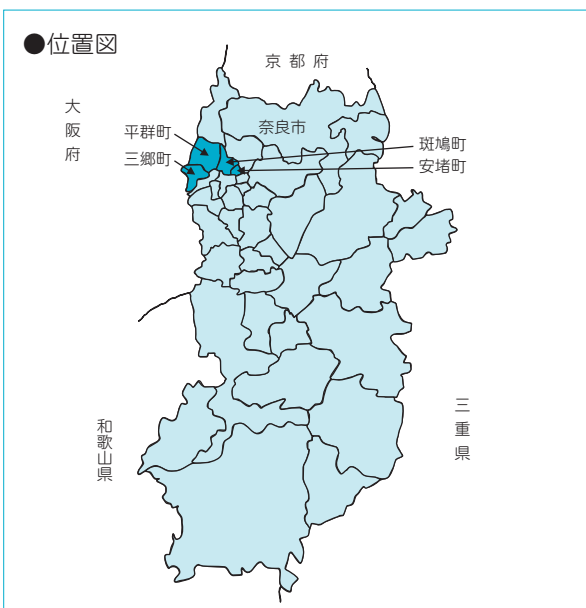 ●位置図
京都府
大阪府
奈良市
平群町
斑鳩町
三郷町
安堵町
和歌山県
三重県